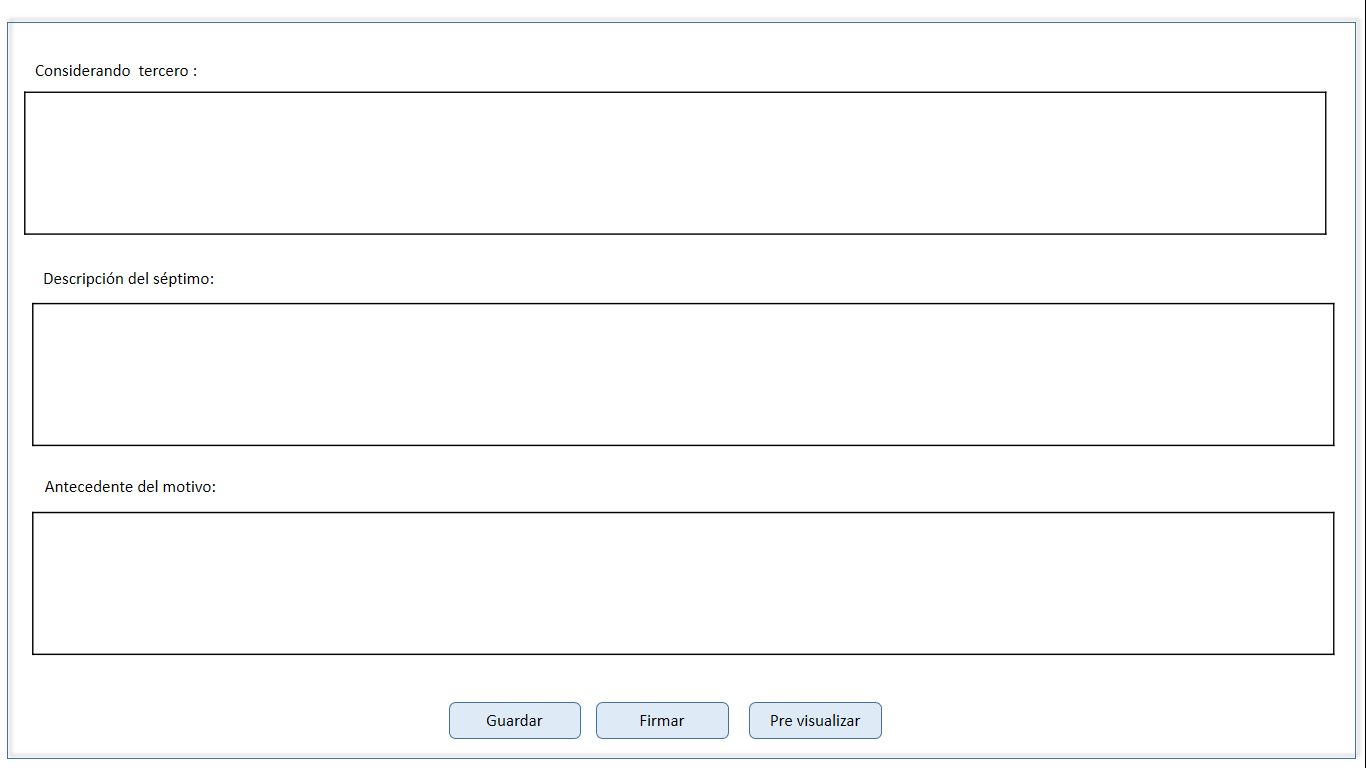 Considerando  tercero :
Descripción del séptimo:
Antecedente del motivo:
Guardar
Firmar
Pre visualizar